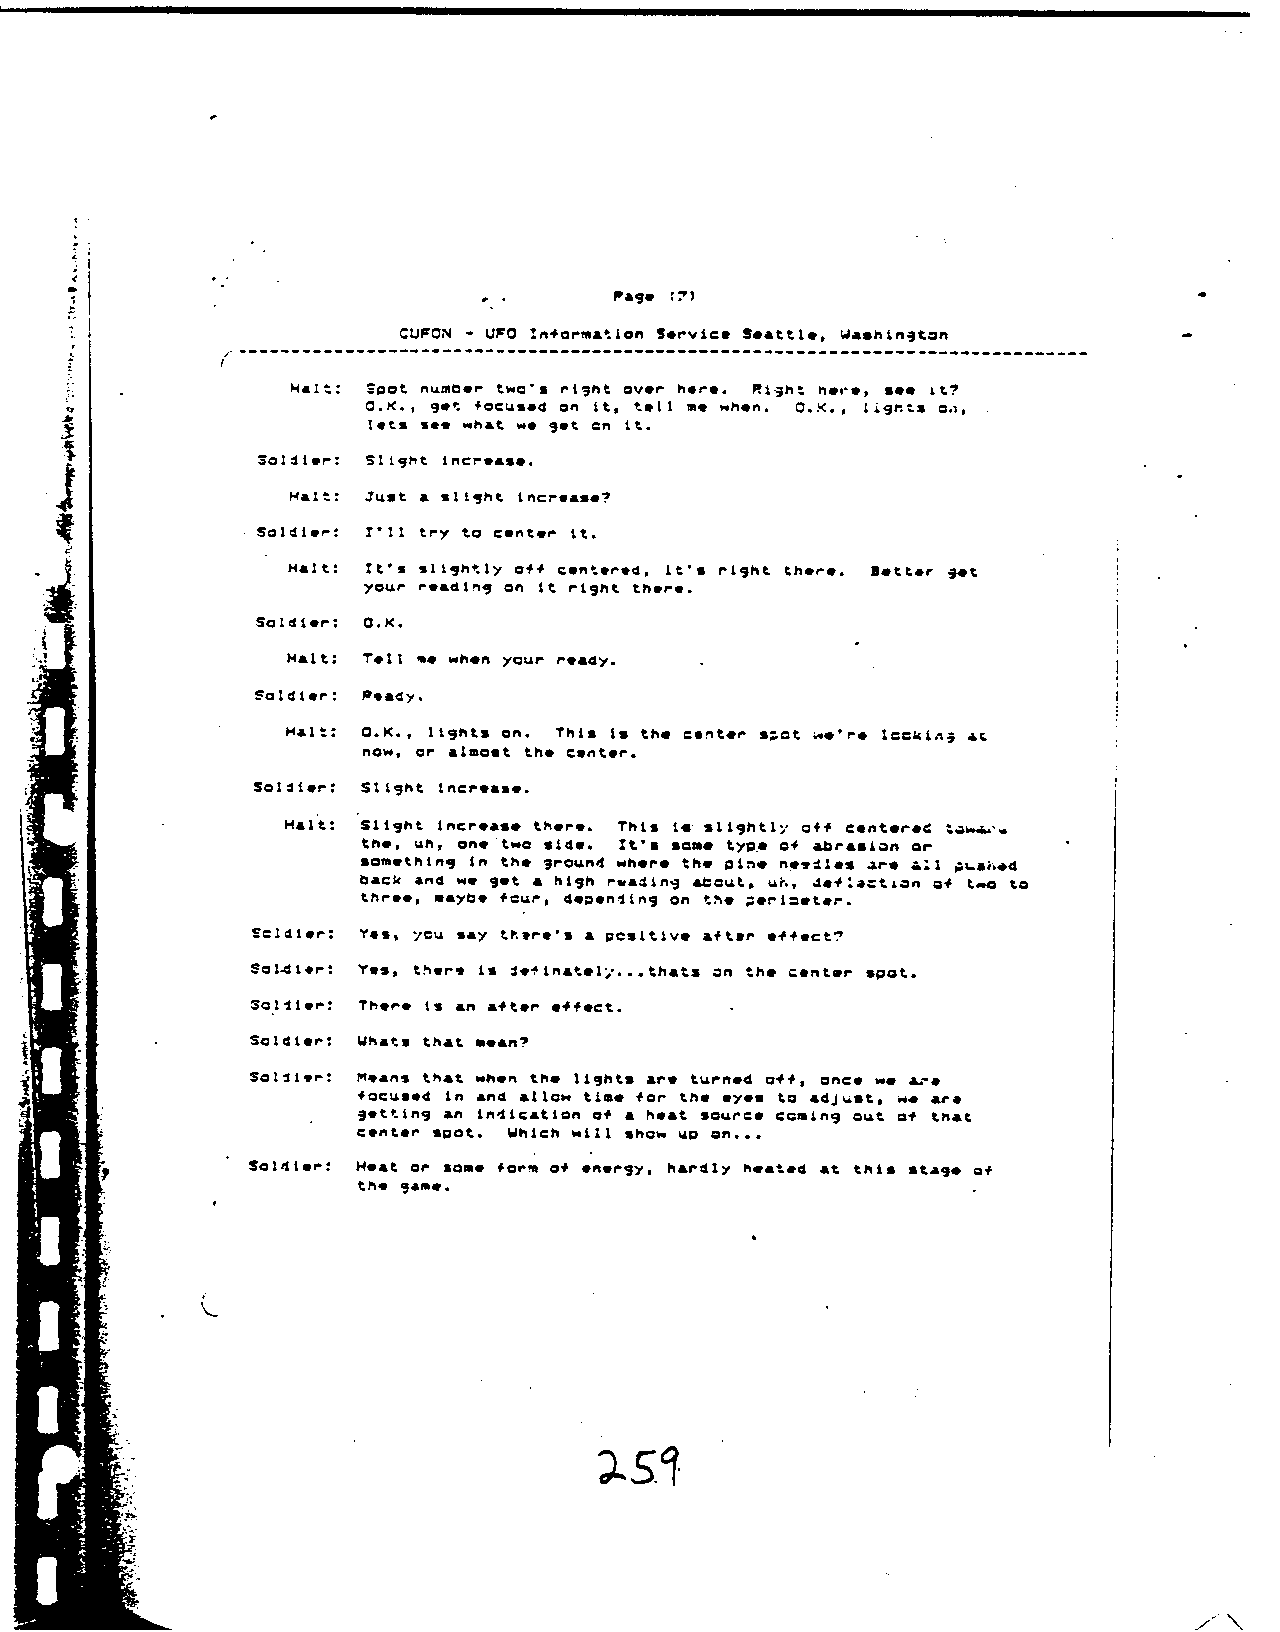 Page (7)
CUFON - UFO Information Service Seattle, Washington
--------------------------------------------------------------------------------
Halt: Spot number two's right over here. Right here, see it?
O.K., get focused on it, tell me when. O.K., lights on,
lets see what we get on it.
Soldier: Slight increase.
Halt: Just a slight increase?
Soldier: I'll try to center it.
Halt: It's slightly off centered, it's right there. Better get
your reading on it right there.
Soldier: O.K.
Halt: Tell me when your ready.
Soldier: Ready.
Halt: O.K., lights on. This is the center spot we're looking at
now, or almost the center.
Soldier: Slight increase.
Halt: Slight increase there. This is slightly off centered toward
the, uh, one two side. It's some type of abrasion or
something in the ground where the pine needles are all pushed
back and we get a high reading about, uh, deflection of two to
three, maybe four, depending on the perimeter.
Soldier: Yes, you say there's a positive after effect?
Soldier: Yes, there is definately...thats on the center spot.
Soldier: There is an after effect.
Soldier: Whats that mean?
Soldier: Means that when the lights are turned off, once we are
focused in and allow time for the eyes to adjust, we are
getting an indication of a heat source coming out of that
center spot. Which will show up on...
Soldier: Heat or some form of energy, hardly heated at this stage of
the game.
259